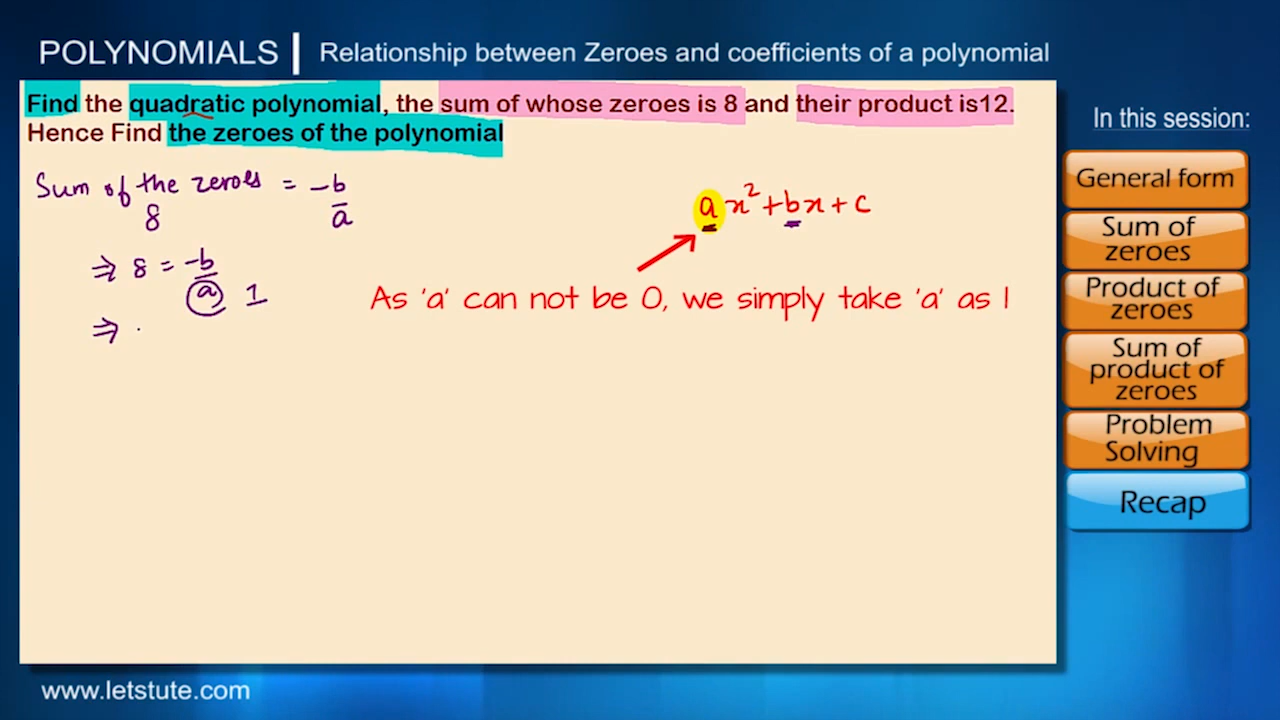 POLYNOMIALS | Relationship between Zeroes and coefficients of a polynomial
Find the quadratic polynomial, the sum of whose zeroes is 8 and their product is12.
Hence Find the zeroes of the polynomial
Sum of the zeroes = -b/a
8
⇒ 8 = -b/a 1
⇒
ax²+bx+c
As 'a' can not be 0, we simply take 'a' as 1
In this session:
General form
Sum of
zeroes
Product of
zeroes
Sum of
product of
zeroes
Problem
Solving
Recap
www.letstute.com